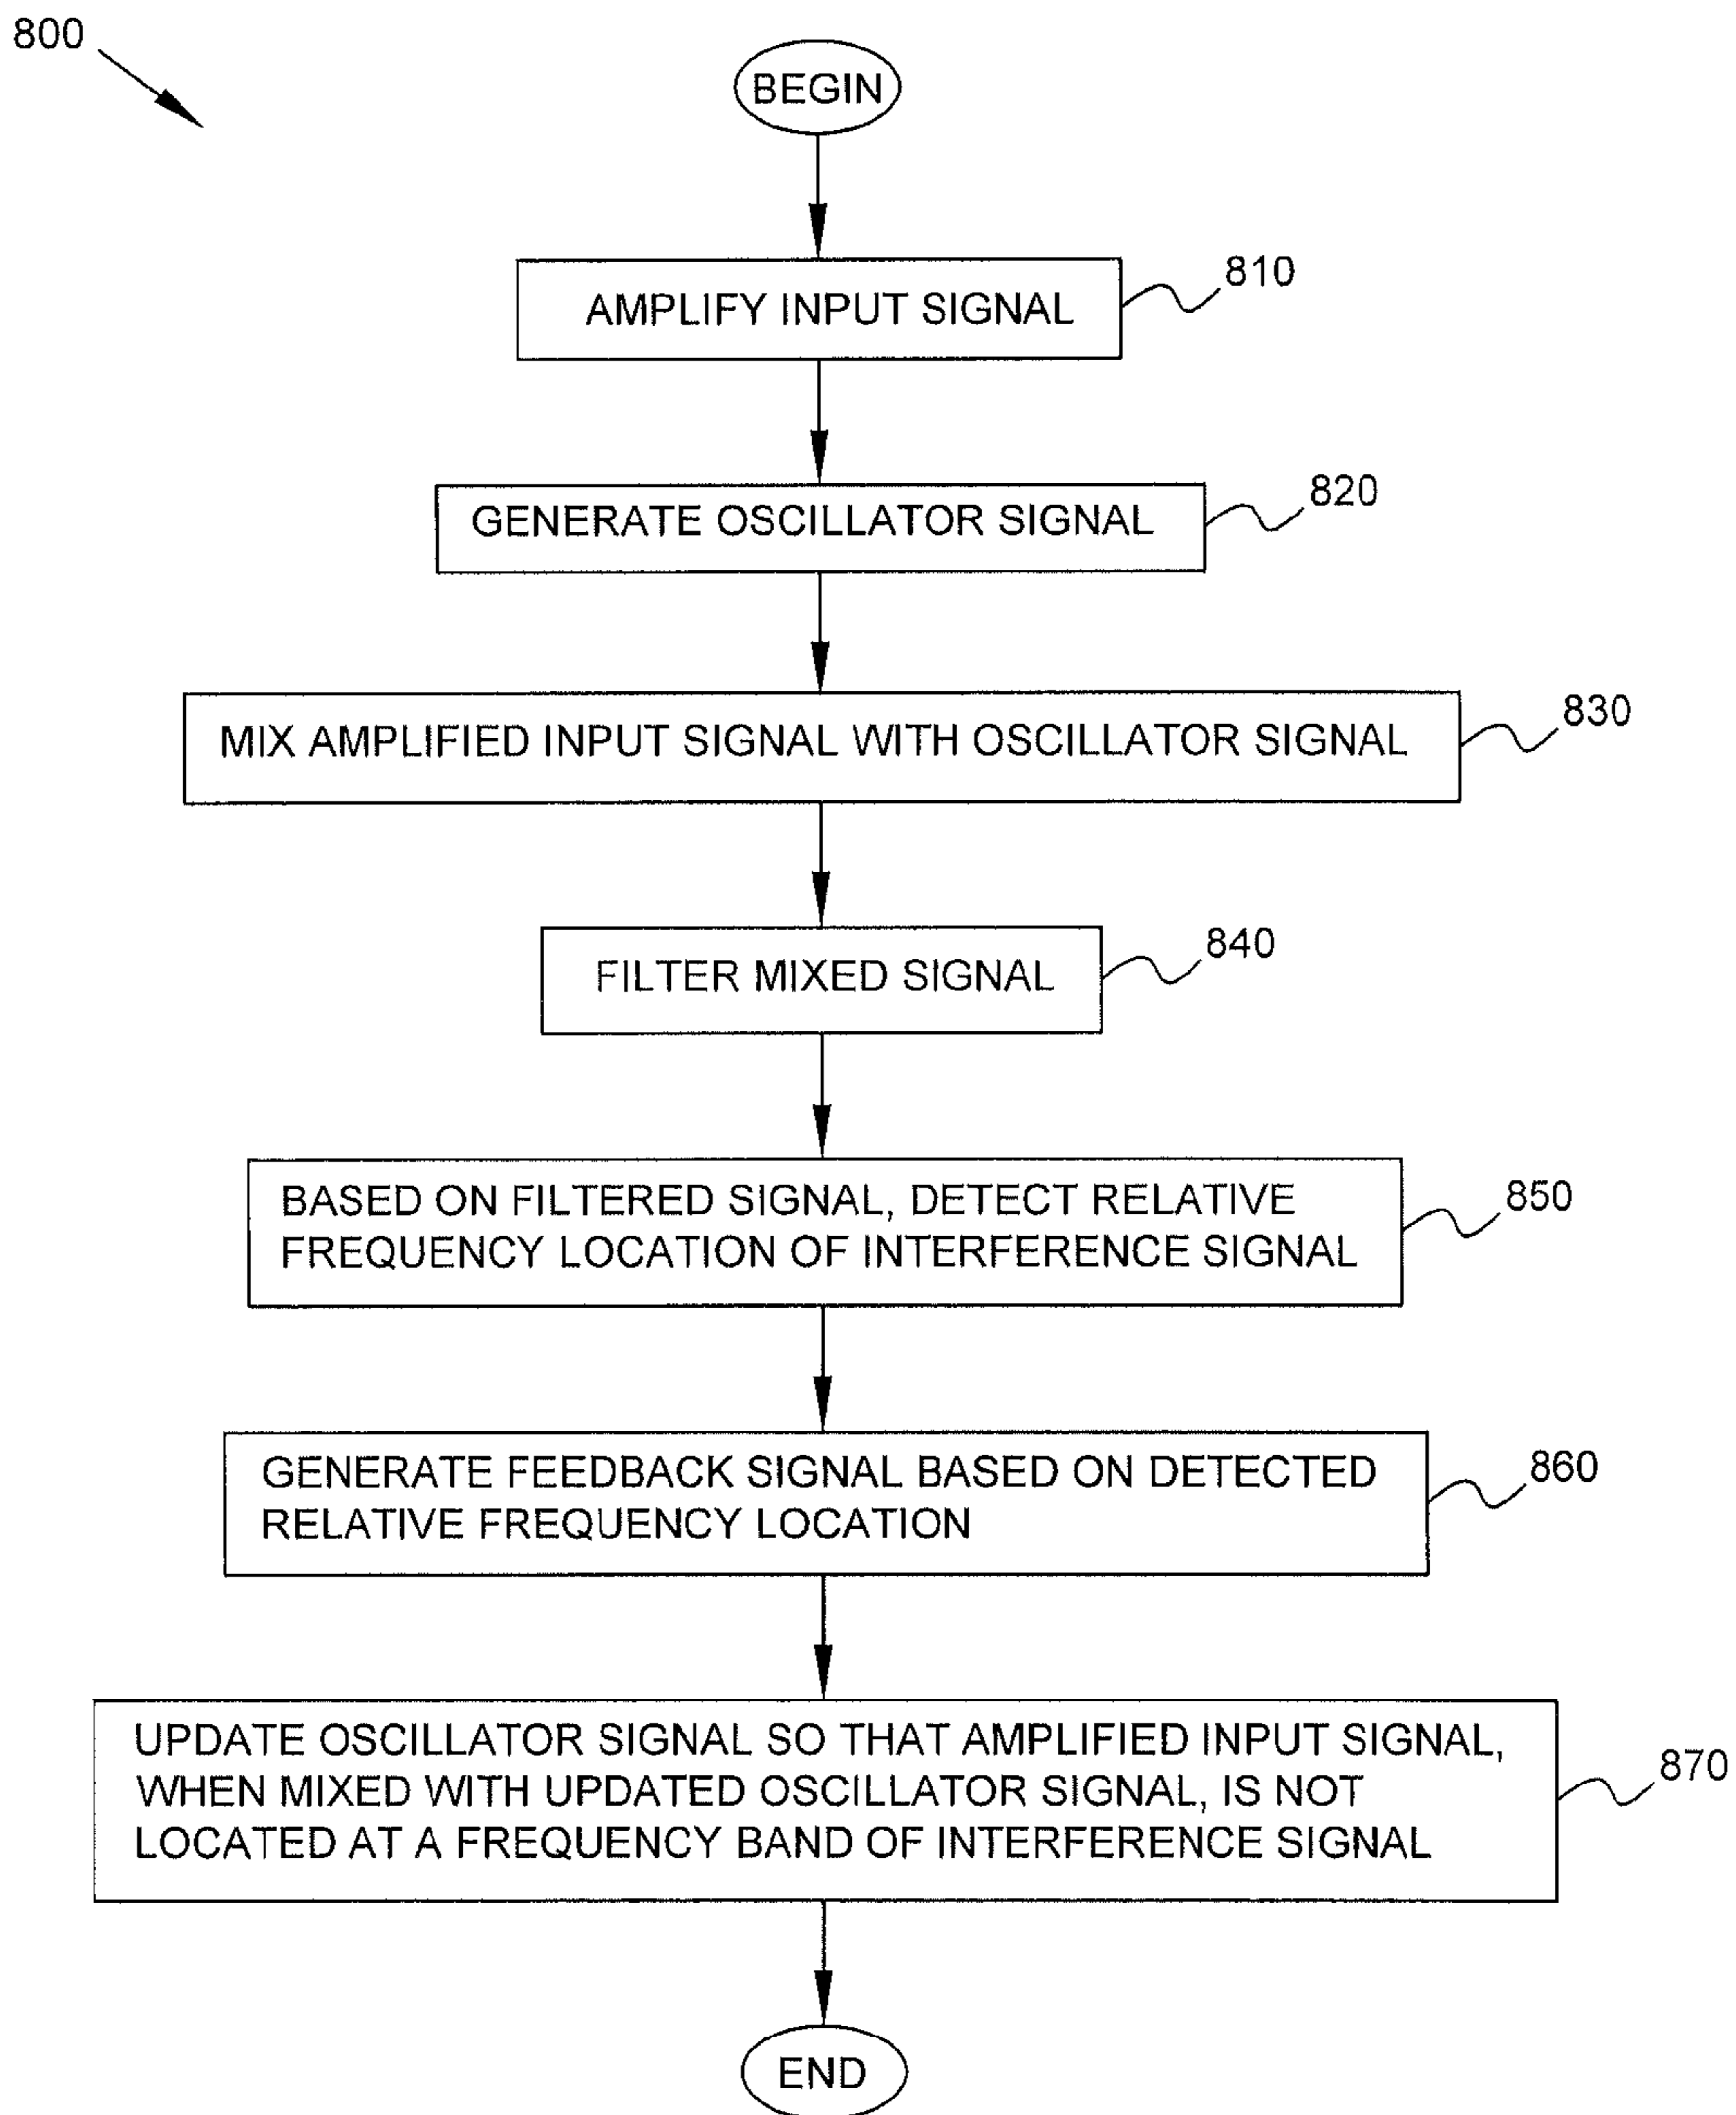 800
BEGIN
AMPLIFY INPUT SIGNAL
810
GENERATE OSCILLATOR SIGNAL
820
MIX AMPLIFIED INPUT SIGNAL WITH OSCILLATOR SIGNAL
830
FILTER MIXED SIGNAL
840
BASED ON FILTERED SIGNAL, DETECT RELATIVE
FREQUENCY LOCATION OF INTERFERENCE SIGNAL
850
GENERATE FEEDBACK SIGNAL BASED ON DETECTED
RELATIVE FREQUENCY LOCATION
860
UPDATE OSCILLATOR SIGNAL SO THAT AMPLIFIED INPUT SIGNAL,
WHEN MIXED WITH UPDATED OSCILLATOR SIGNAL, IS NOT
LOCATED AT A FREQUENCY BAND OF INTERFERENCE SIGNAL
870
END